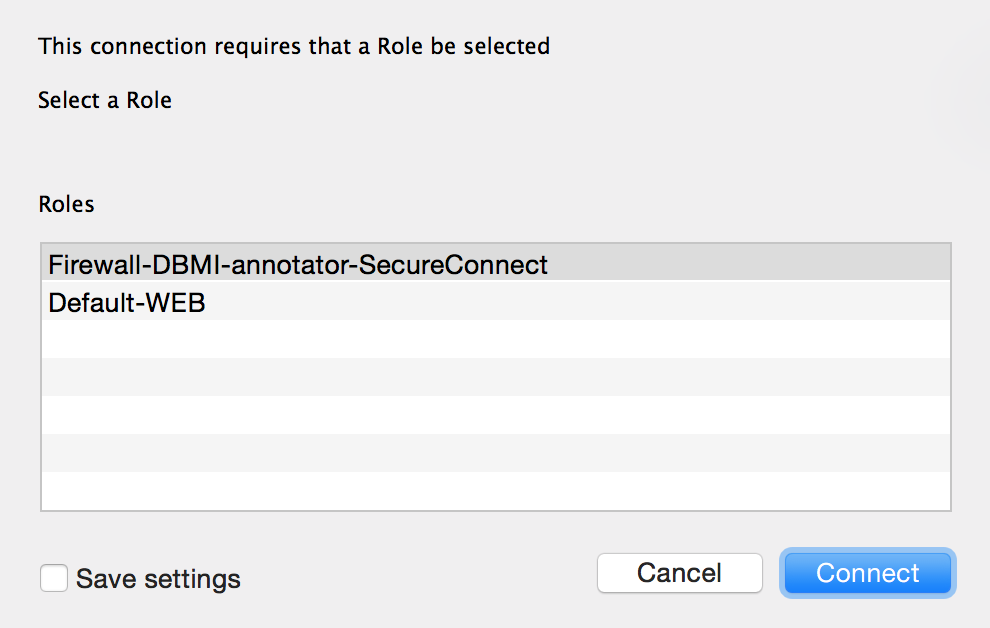 This connection requires that a Role be selected
Select a Role
Roles
Firewall-DBMI-annotator-SecureConnect
Default-WEB
Save settings
Cancel
Connect